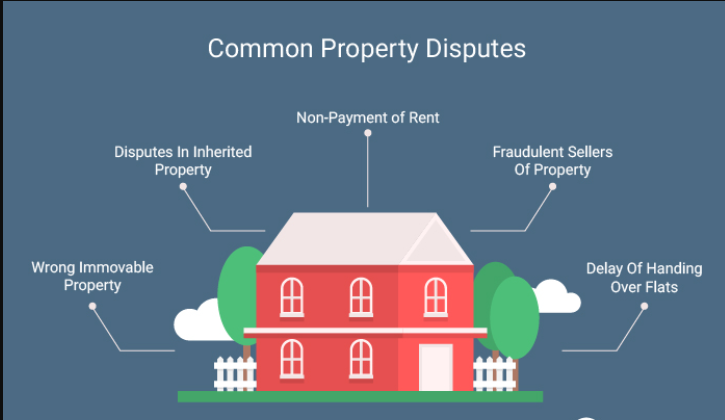 Common Property Disputes
Non-Payment of Rent
Disputes In Inherited
Property
Fraudulent Sellers
Of Property
Wrong Immovable
Property
Delay Of Handing
Over Flats